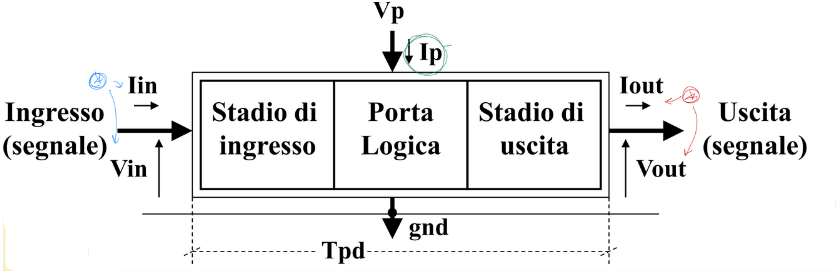 Vp
Ip
Iin
Iout
Ingresso
(segnale)
Stadio di
ingresso
Porta
Logica
Stadio di
uscita
Uscita
(segnale)
Vin
Vout
gnd
Tpd